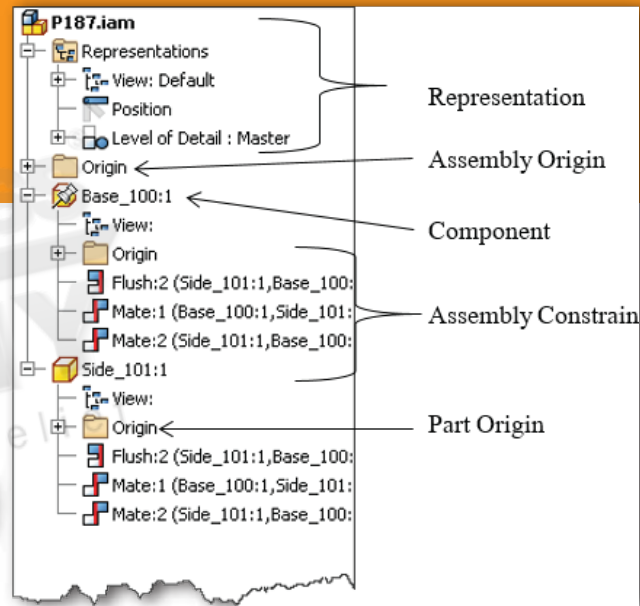 P187.iam
Representations
View: Default
Position
Level of Detail : Master
Representation
Origin
Assembly Origin
Base_100:1
Component
View:
Origin
Flush:2 (Side_101:1,Base_100:
Mate:1 (Base_100:1,Side_101:
Assembly Constrain
Mate:2 (Side_101:1,Base_100:
Side_101:1
View:
Origin
Part Origin
Flush:2 (Side_101:1,Base_100:
Mate:1 (Base_100:1,Side_101:
Mate:2 (Side_101:1,Base_100: